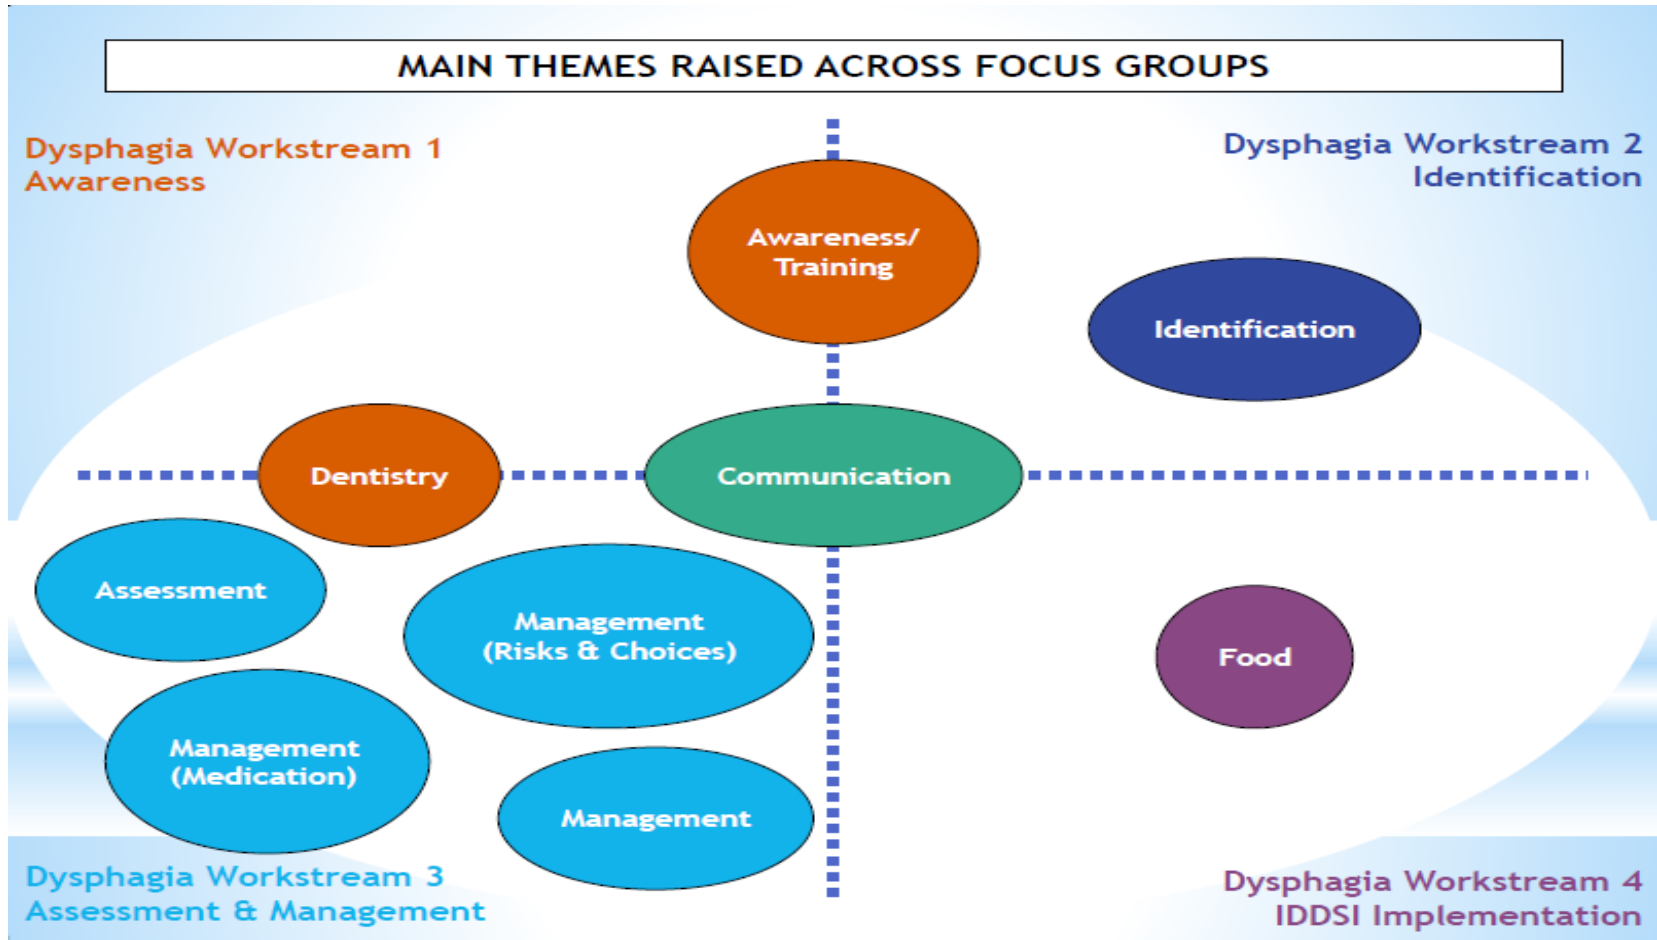 MAIN THEMES RAISED ACROSS FOCUS GROUPS
Dysphagia Workstream 1
Awareness
Dysphagia Workstream 2
Identification
Awareness/
Training
Identification
Dentistry
Communication
Assessment
Management
(Risks & Choices)
Food
Management
(Medication)
Management
Dysphagia Workstream 3
Assessment & Management
Dysphagia Workstream 4
IDDSI Implementation